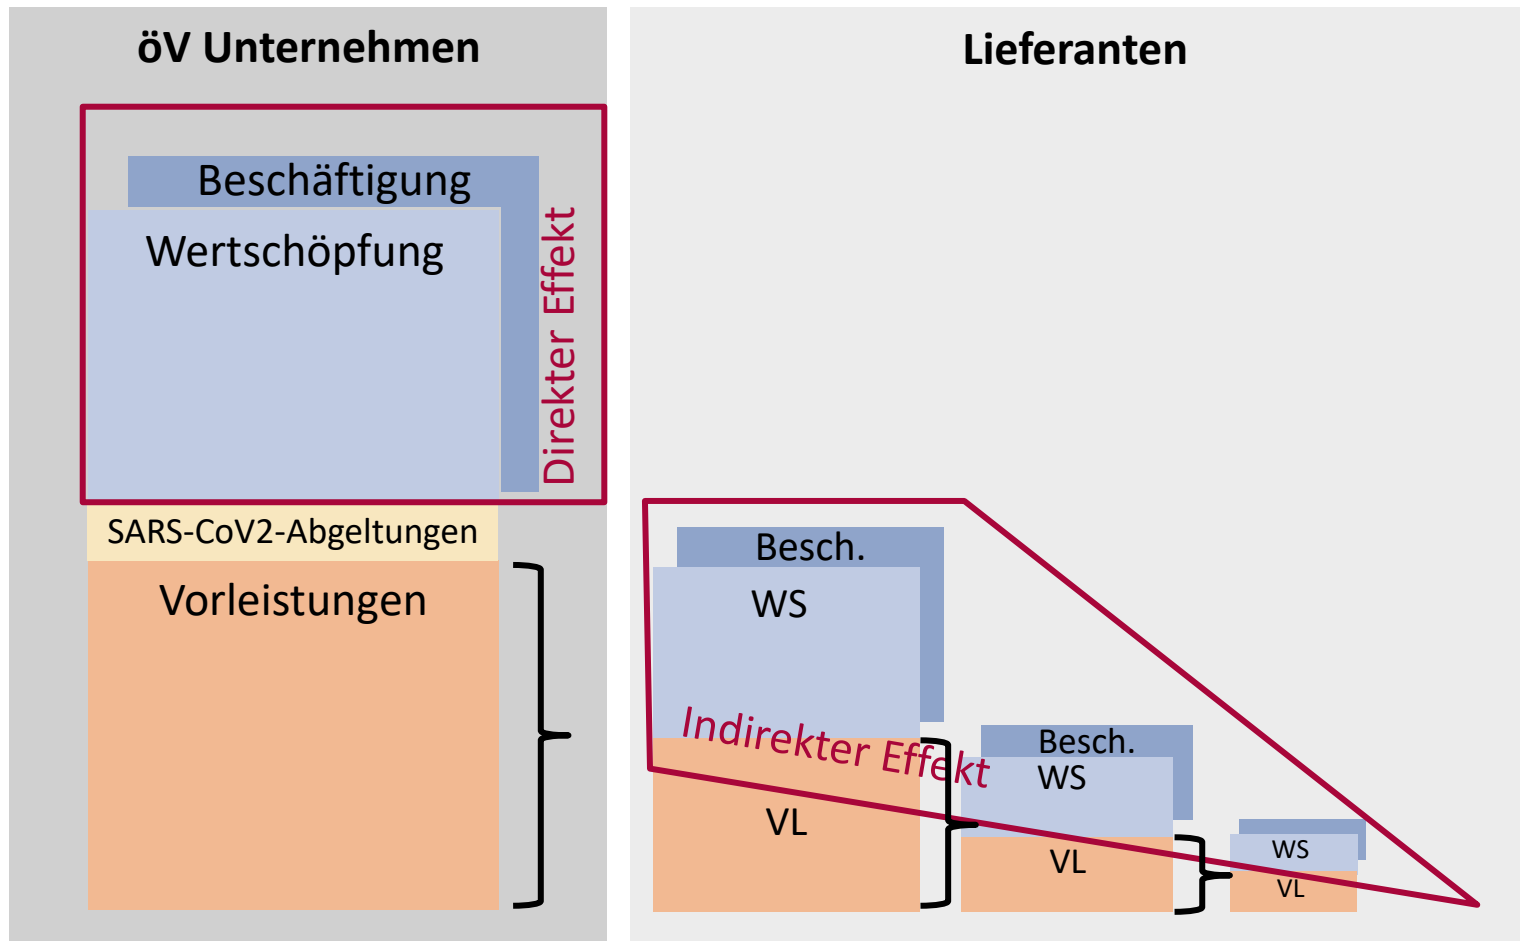 öV Unternehmen
Beschäftigung
Wertschöpfung
Direkter Effekt
SARS-CoV2-Abgeltungen
Vorleistungen
Lieferanten
Besch.
WS
Indirekter Effekt
VL
Besch.
WS
VL
WS
VL